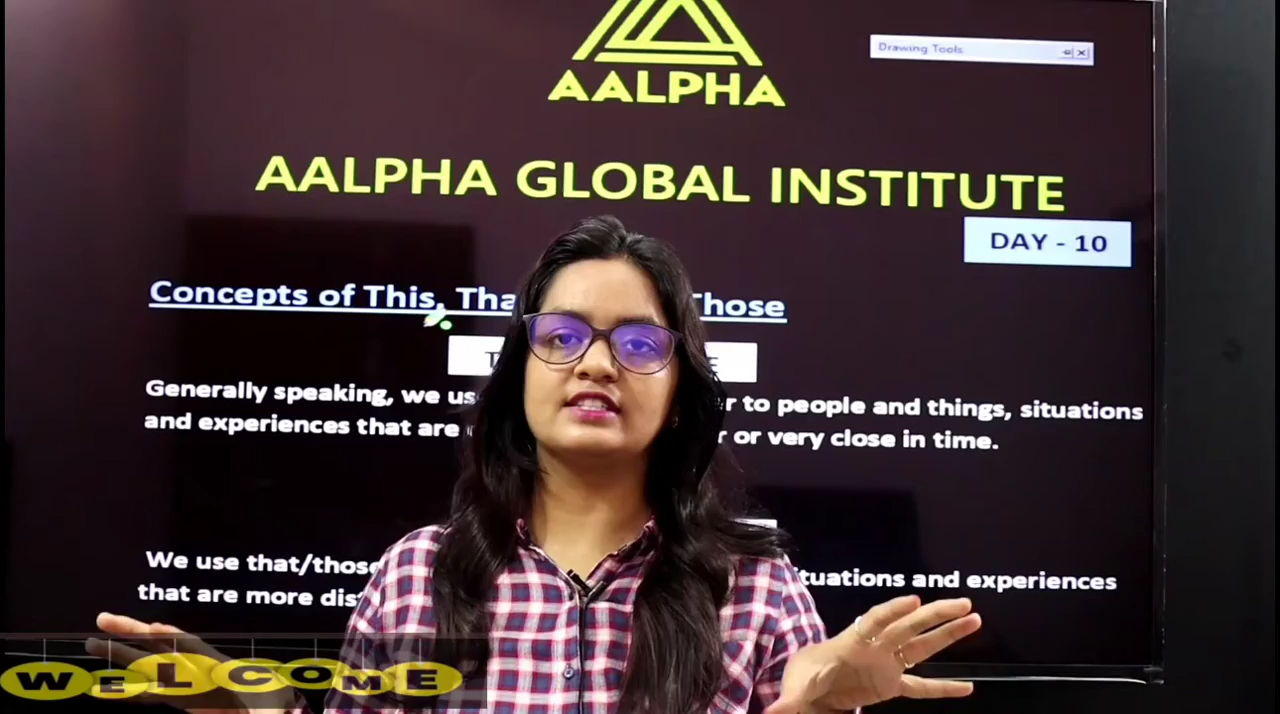 AALPHA
Drawing Tools
AALPHA GLOBAL INSTITUTE
DAY - 10
Concepts of This, Tha Those
Generally speaking, we us r to people and things, situations
and experiences that are r or very close in time.
We use that/those tuations and experiences
that are more dis
WELCOME